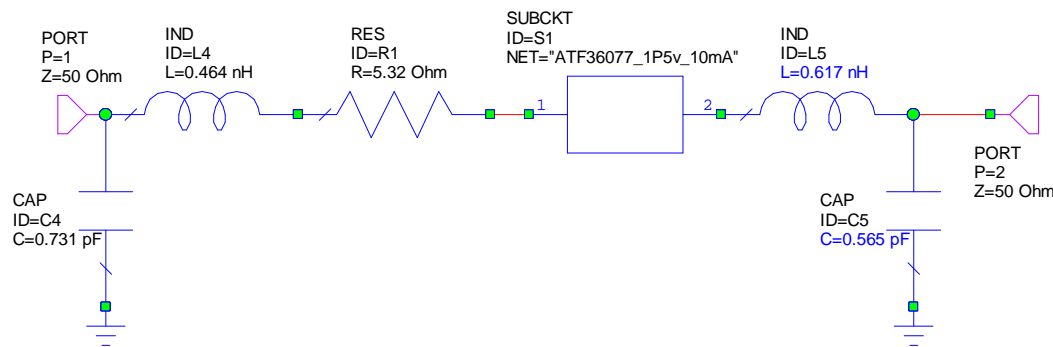 PORT
P=1
Z=50 Ohm
IND
ID=L4
L=0.464 nH
RES
ID=R1
R=5.32 Ohm
SUBCKT
ID=S1
NET="ATF36077_1P5v_10mA"
IND
ID=L5
L=0.617 nH
1
2
CAP
ID=C4
C=0.731 pF
CAP
ID=C5
C=0.565 pF
PORT
P=2
Z=50 Ohm